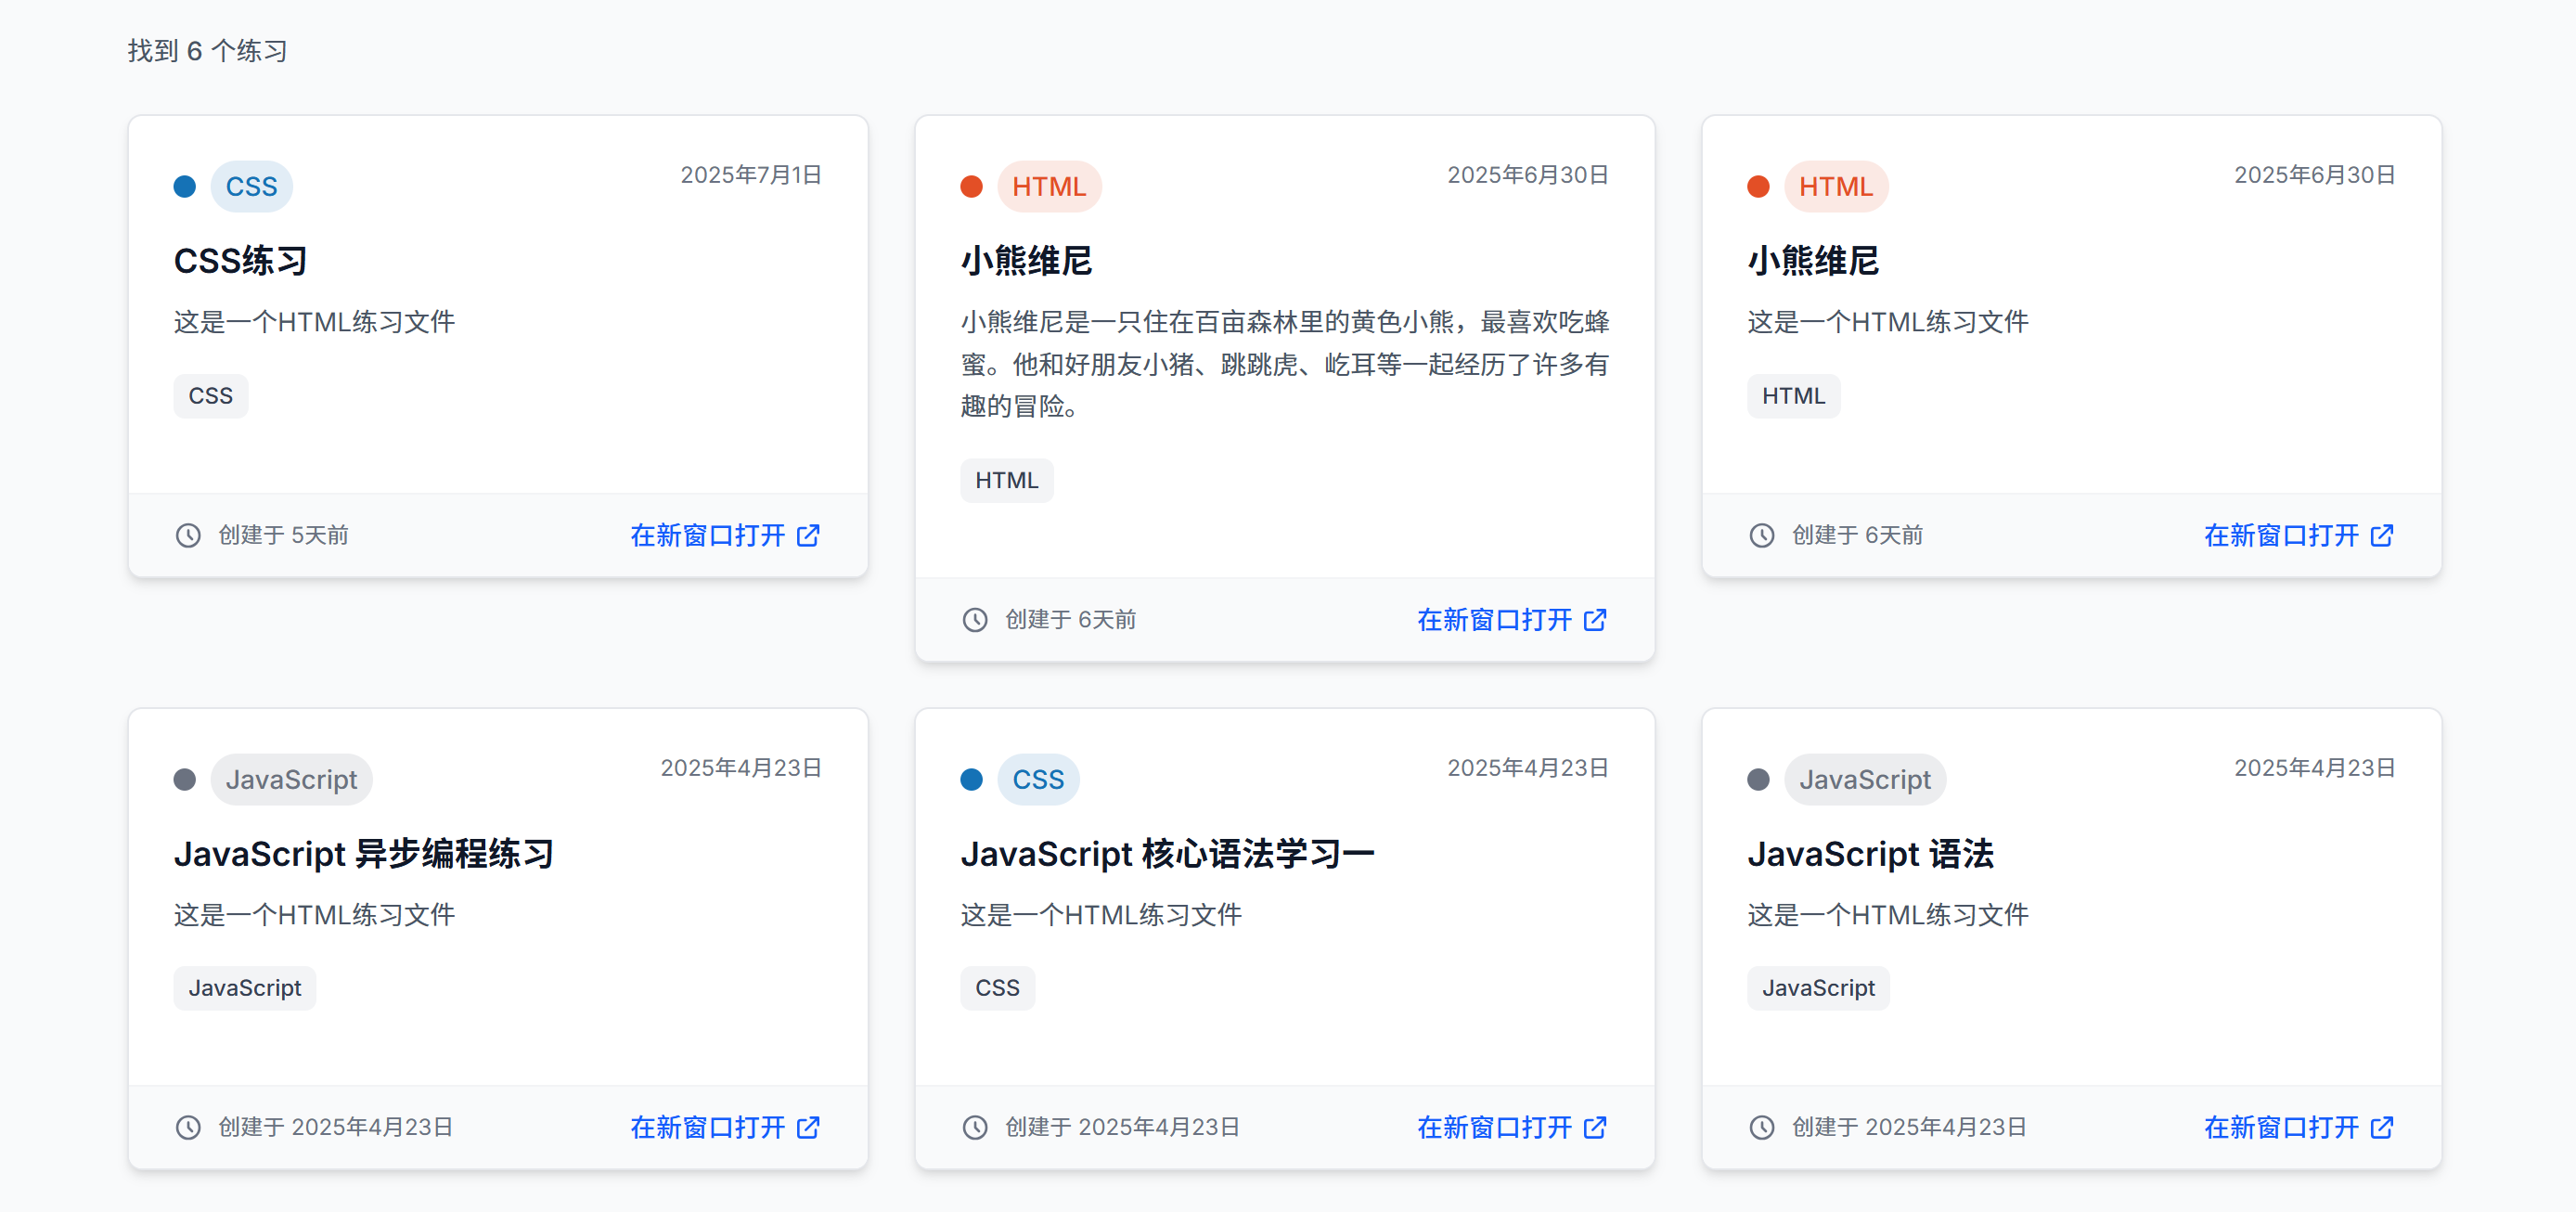 找到 6 个练习
CSS
2025年7月1日
CSS练习
这是一个HTML练习文件
CSS
创建于 5天前
在新窗口打开
HTML
2025年6月30日
小熊维尼
小熊维尼是一只住在百亩森林里的黄色小熊，最喜欢吃蜂
蜜。他和好朋友小猪、跳跳虎、屹耳等一起经历了许多有
趣的冒险。
HTML
创建于 6天前
在新窗口打开
HTML
2025年6月30日
小熊维尼
这是一个HTML练习文件
HTML
创建于 6天前
在新窗口打开
JavaScript
2025年4月23日
JavaScript 异步编程练习
这是一个HTML练习文件
JavaScript
创建于 2025年4月23日
在新窗口打开
CSS
2025年4月23日
JavaScript 核心语法学习一
这是一个HTML练习文件
CSS
创建于 2025年4月23日
在新窗口打开
JavaScript
2025年4月23日
JavaScript 语法
这是一个HTML练习文件
JavaScript
创建于 2025年4月23日
在新窗口打开